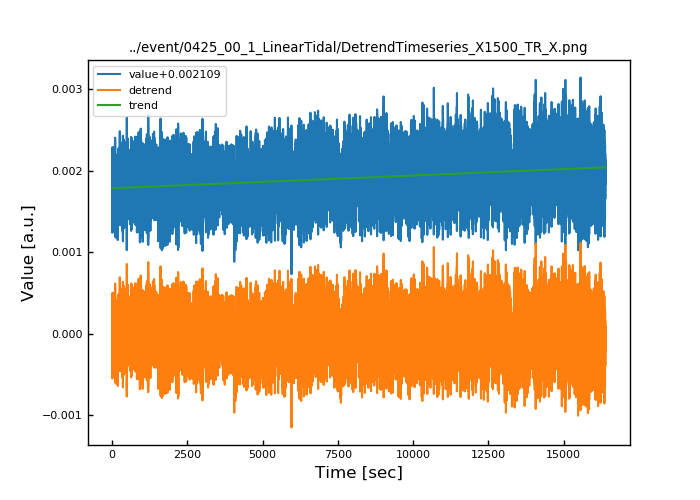 ../event/0425_00_1_LinearTidal/DetrendTimeseries_X1500_TR_X.png
value+0.002109
detrend
trend
0.003
0.002
0.001
0.000
−0.001
Value [a.u.]
0
2500
5000
7500
10000
12500
15000
Time [sec]